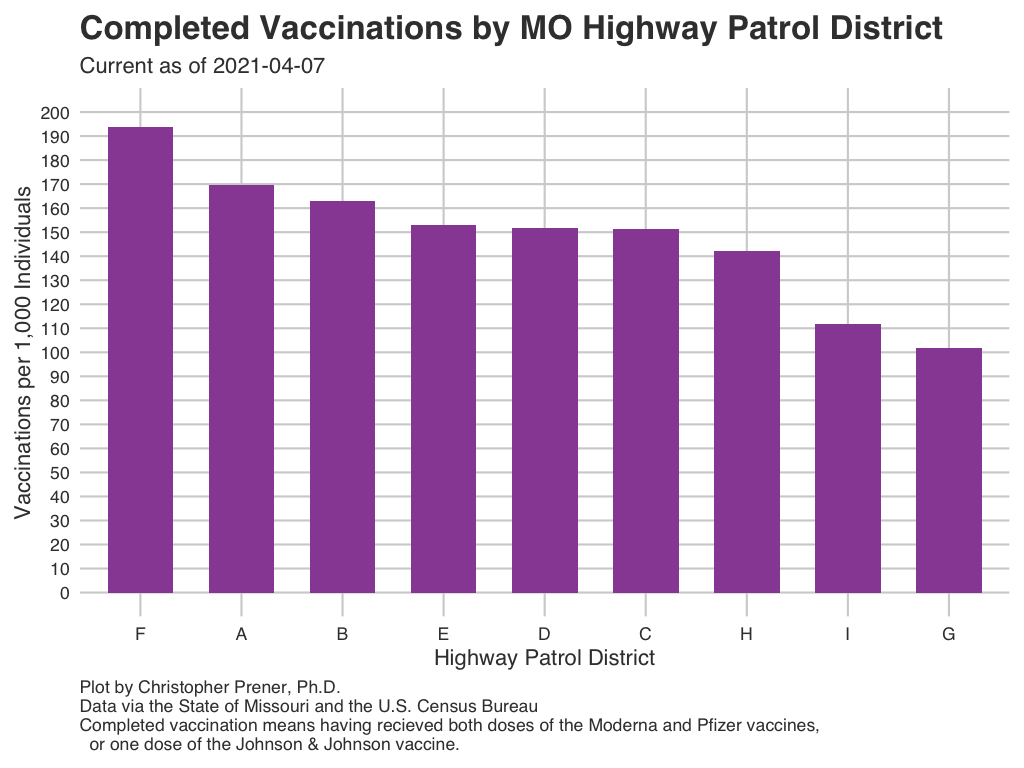 Completed Vaccinations by MO Highway Patrol District
Current as of 2021-04-07
Vaccinations per 1,000 Individuals
200
190
180
170
160
150
140
130
120
110
100
90
80
70
60
50
40
30
20
10
0
F A B E D C H I G
Highway Patrol District
Plot by Christopher Prener, Ph.D.
Data via the State of Missouri and the U.S. Census Bureau
Completed vaccination means having recieved both doses of the Moderna and Pfizer vaccines,
or one dose of the Johnson & Johnson vaccine.